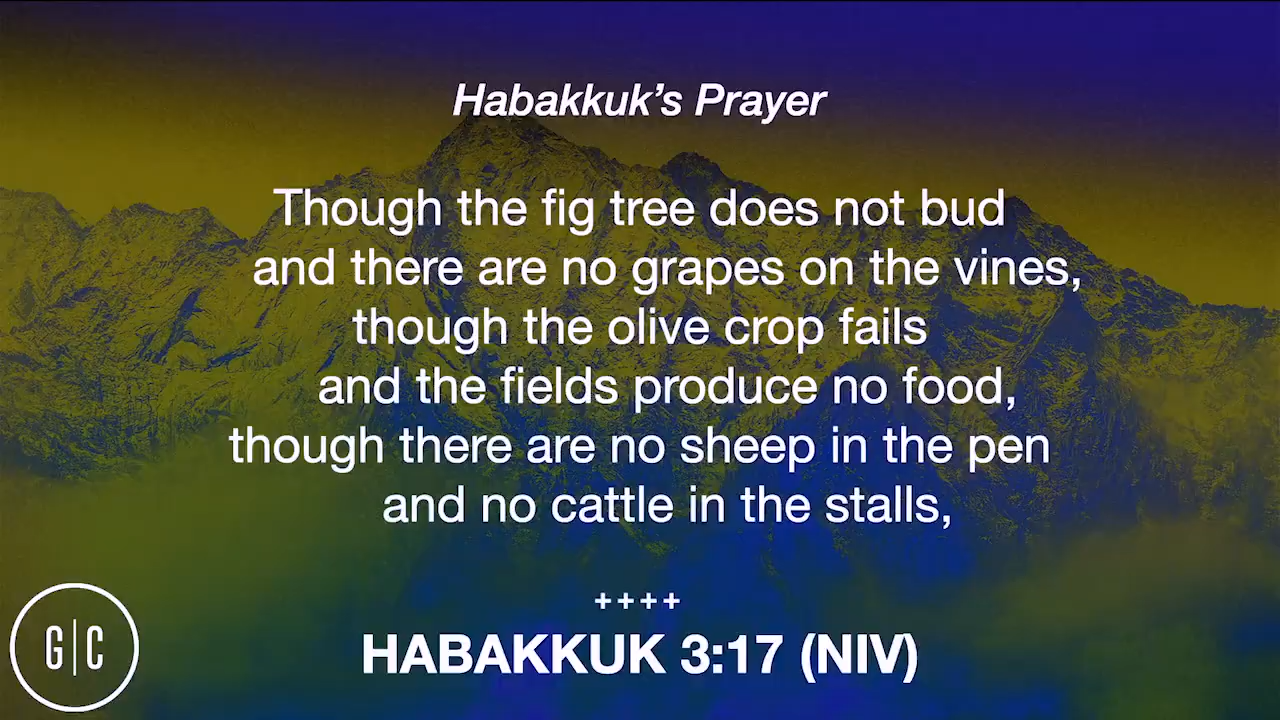 Habakkuk’s Prayer
Though the fig tree does not bud
and there are no grapes on the vines,
though the olive crop fails
and the fields produce no food,
though there are no sheep in the pen
and no cattle in the stalls,
++++
HABAKKUK 3:17 (NIV)
G|C